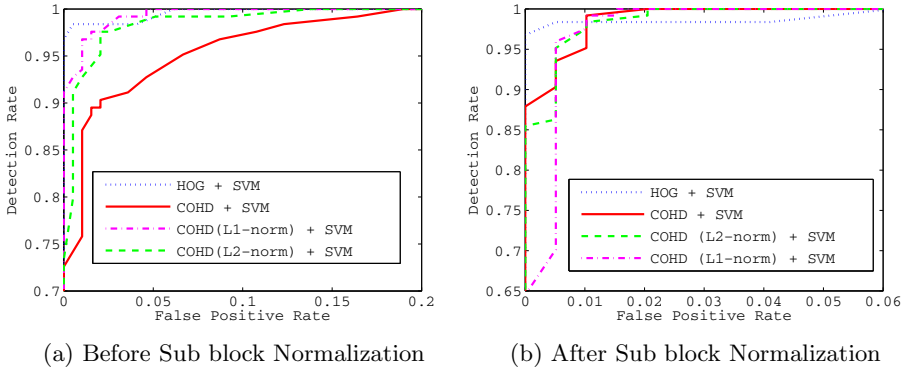 1
0.95
0.9
0.85
0.8
0.75
0.7
Detection Rate
0
0.05
0.1
0.15
0.2
False Positive Rate
HOG + SVM
COHD + SVM
COHD(L1-norm) + SVM
COHD(L2-norm) + SVM
(a) Before Sub block Normalization
1
0.95
0.9
0.85
0.8
0.75
0.7
0.65
Detection Rate
0
0.01
0.02
0.03
0.04
0.05
0.06
False Positive Rate
HOG + SVM
COHD + SVM
COHD (L2-norm) + SVM
COHD (L1-norm) + SVM
(b) After Sub block Normalization